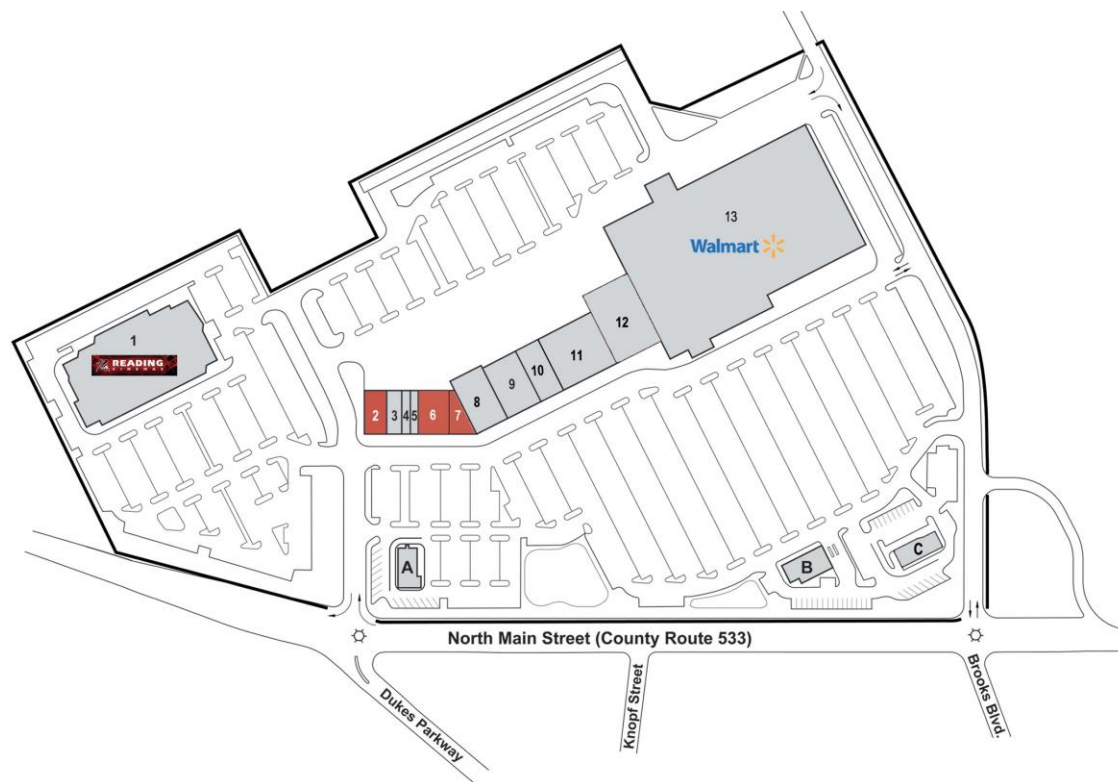 13
Walmart
12
1
READING
CINEMAS
11
10
9
8
2
3
4
5
6
7
A
B
C
North Main Street (County Route 533)
Dukes Parkway
Knopf Street
Brooks Blvd.